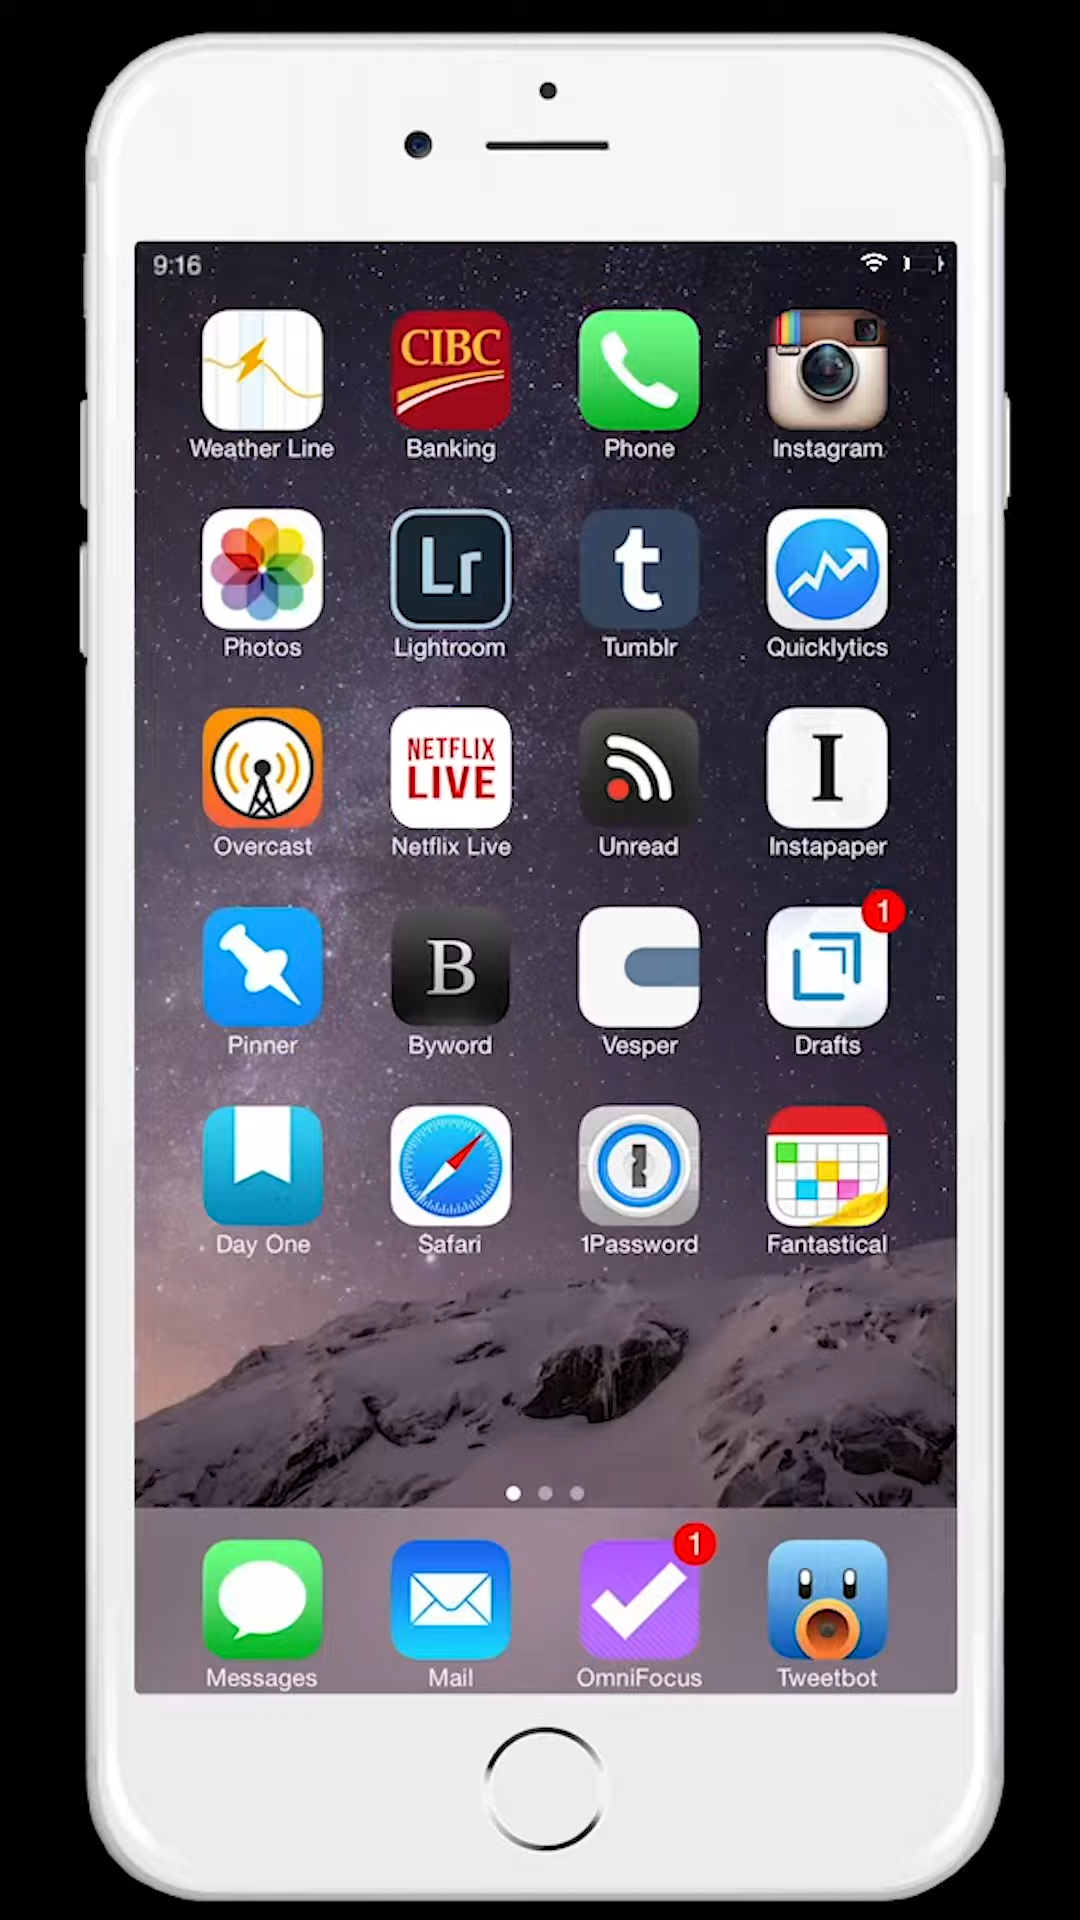 9:16
CIBC
Weather Line Banking Phone Instagram
Lr t
Photos Lightroom Tumblr Quicklytics
NETFLIX
LIVE
I
Overcast Netflix Live Unread Instapaper
1
B
Pinner Byword Vesper Drafts
1
Day One Safari 1Password Fantastical
1
Messages Mail OmniFocus Tweetbot